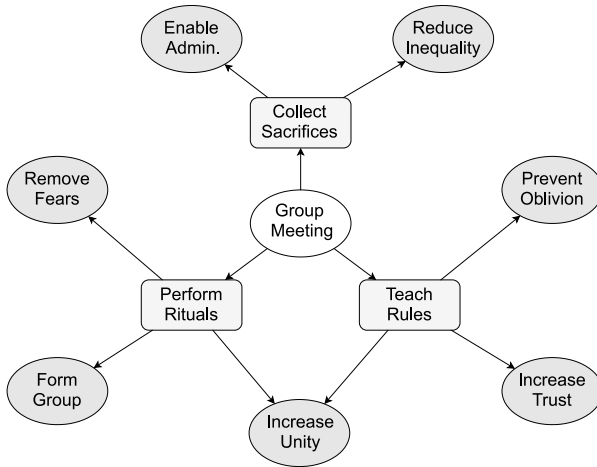 Enable
Admin.
Reduce
Inequality
Collect
Sacrifices
Remove
Fears
Group
Meeting
Prevent
Oblivion
Perform
Rituals
Teach
Rules
Form
Group
Increase
Unity
Increase
Trust